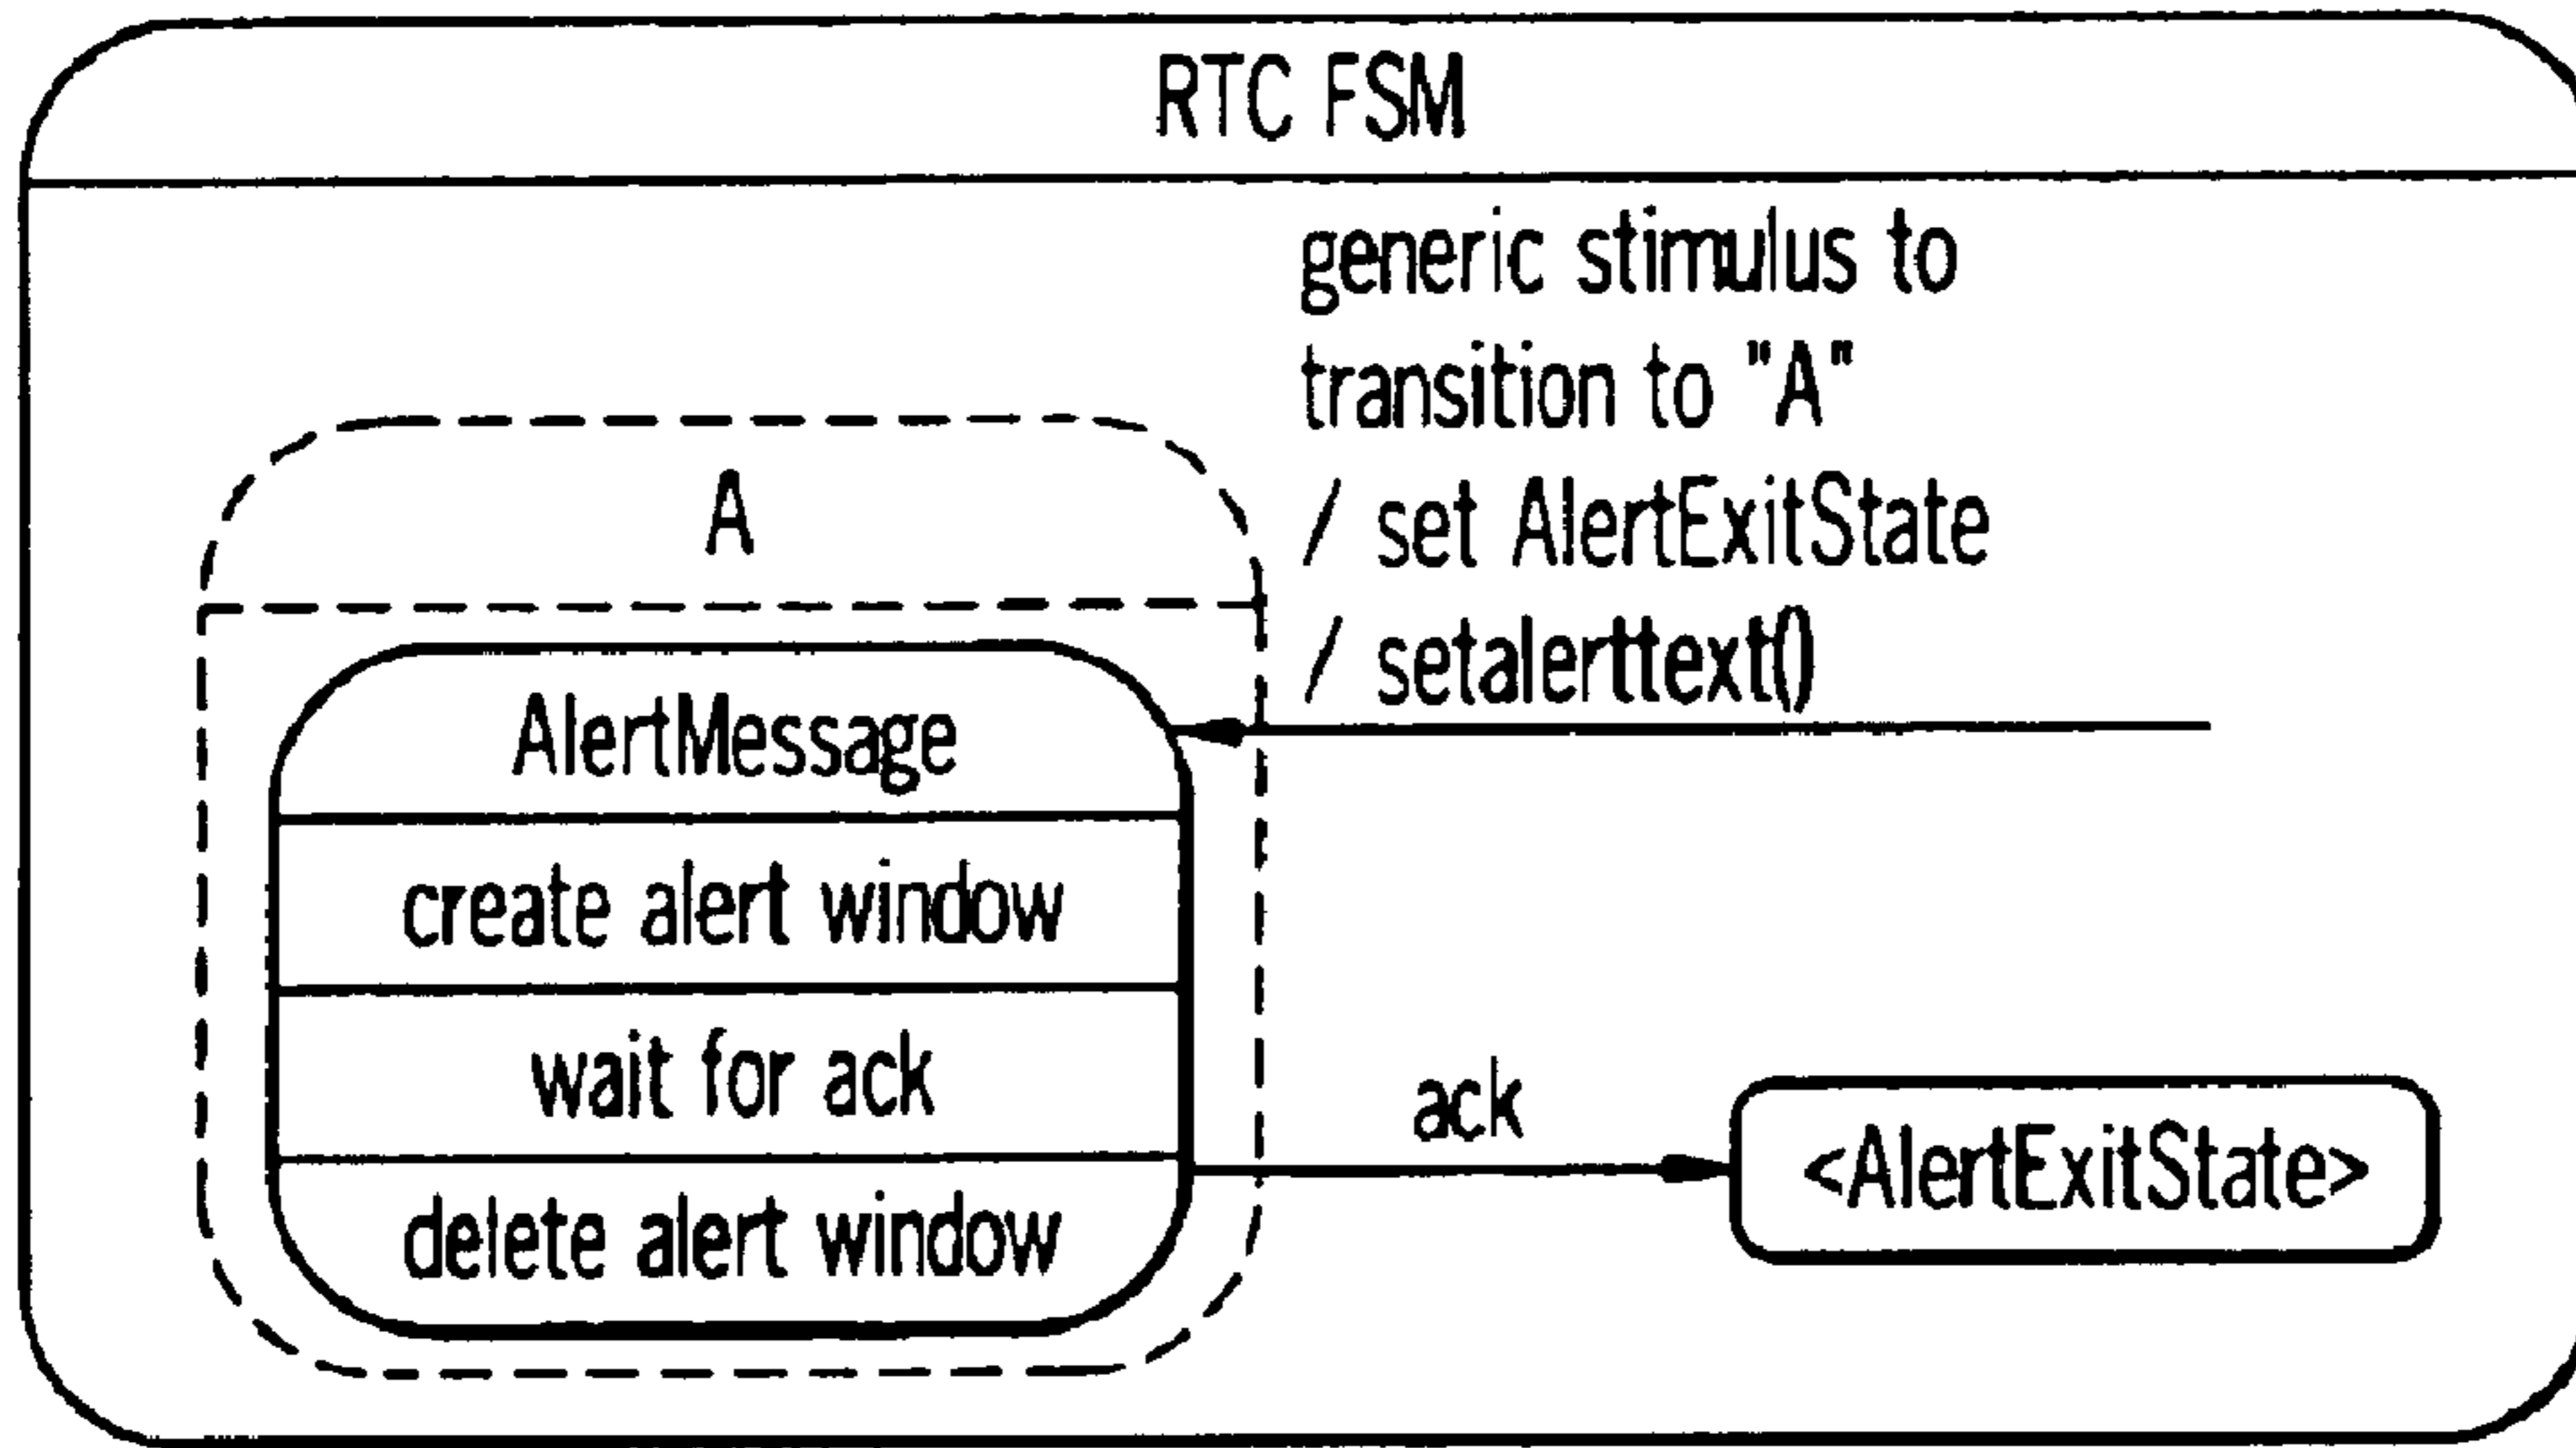 RTC FSM
generic stimulus to
transition to "A"
/ set AlertExitState
/ setalerttext()
A
AlertMessage
create alert window
wait for ack
delete alert window
ack
<AlertExitState>